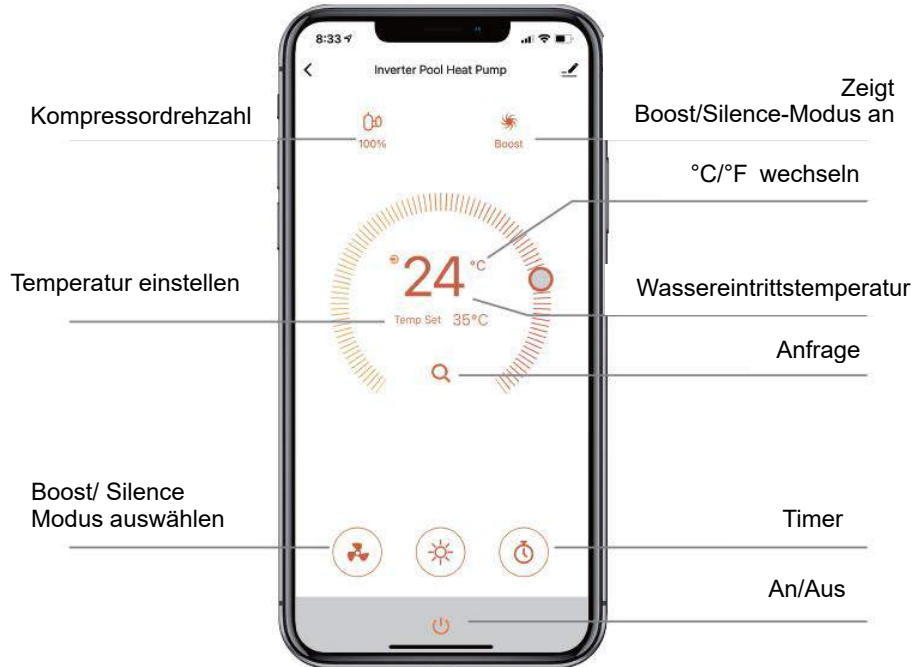 8:33
Inverter Pool Heat Pump
Kompressordrehzahl
Zeigt
Boost/Silence-Modus an
100%
Boost
°C/°F wechseln
24 °C
Temperatur einstellen
Wassereintrittstemperatur
Temp Set 35°C
Anfrage
Boost/ Silence
Modus auswählen
Timer
An/Aus